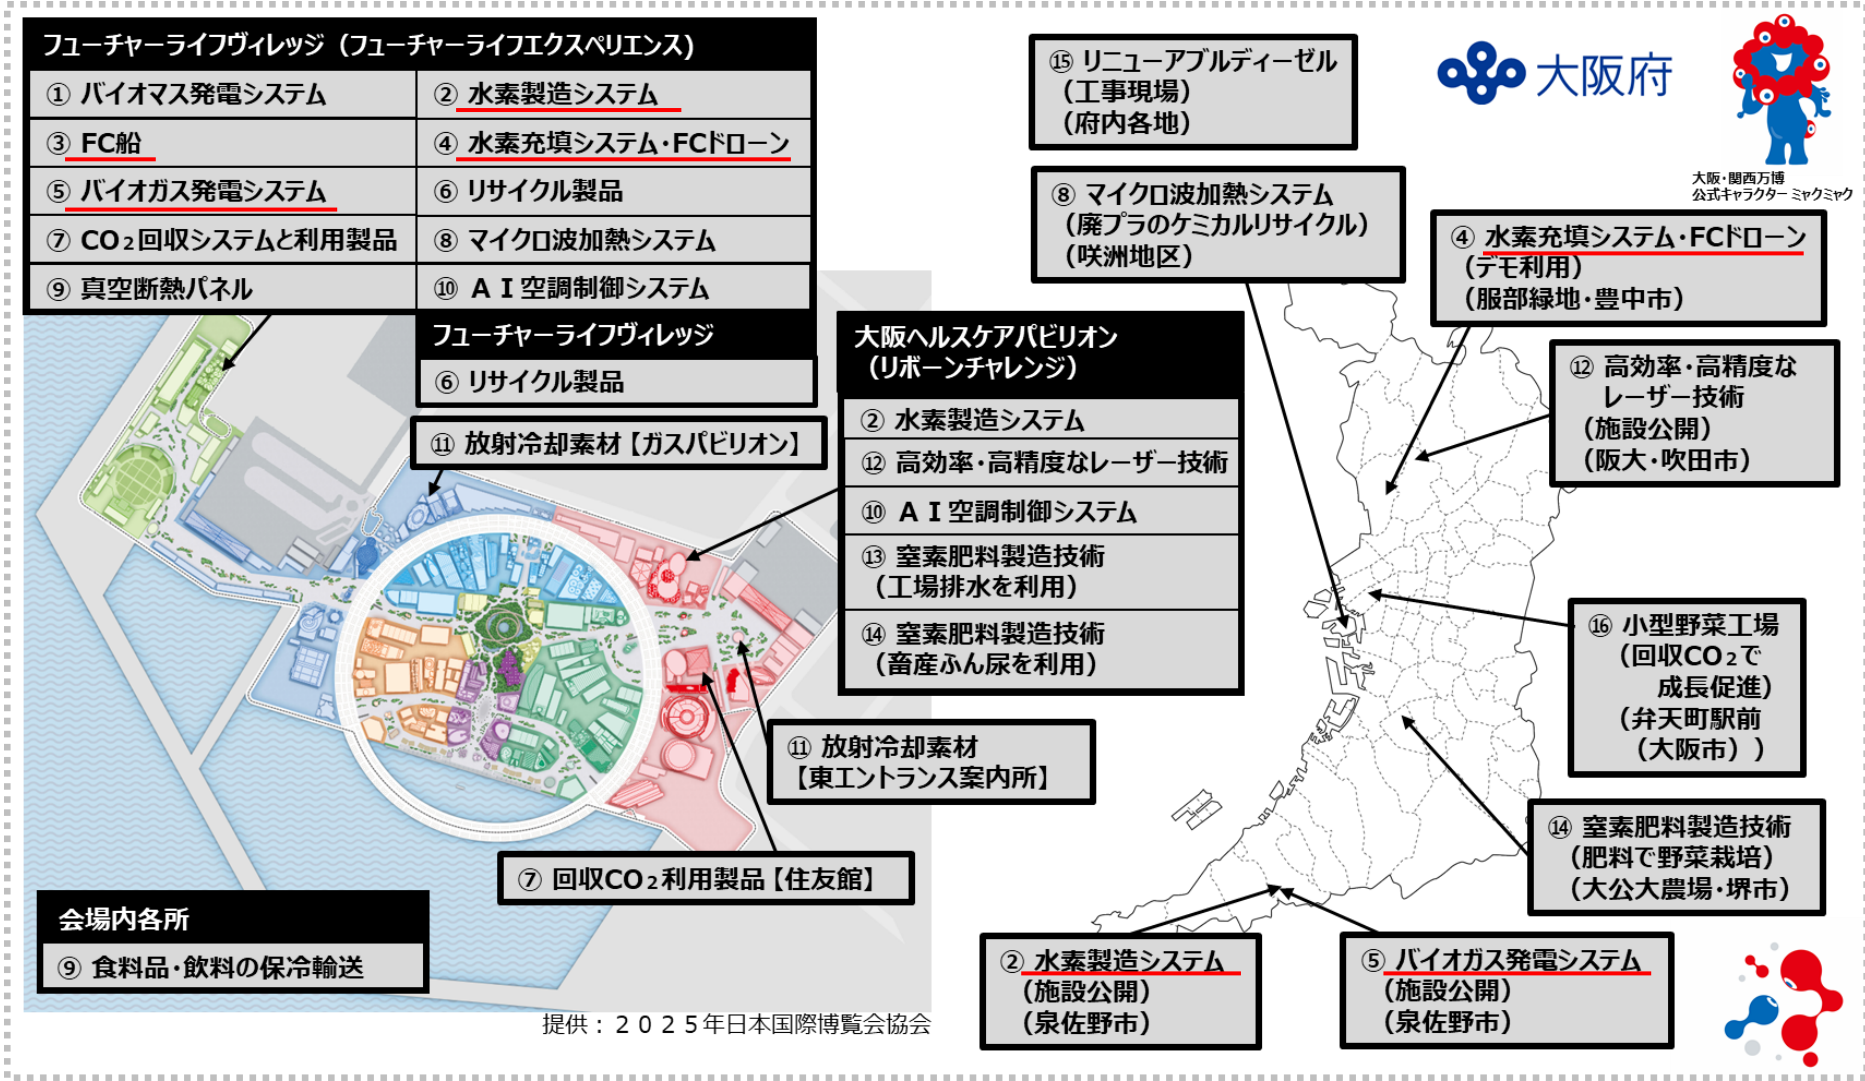 フューチャーライフヴィレッジ（フューチャーライフエクスペリエンス）
① バイオマス発電システム
② 水素製造システム
③ FC船
④ 水素充填システム・FCドローン
⑤ バイオガス発電システム
⑥ リサイクル製品
⑦ CO₂回収システムと利用製品
⑧ マイクロ波加熱システム
⑨ 真空断熱パネル
⑩ ＡＩ空調制御システム
フューチャーライフヴィレッジ
⑥ リサイクル製品
⑪ 放射冷却素材【ガスパビリオン】
大阪ヘルスケアパビリオン
（リボーンチャレンジ）
② 水素製造システム
⑫ 高効率・高精度なレーザー技術
⑩ ＡＩ空調制御システム
⑬ 窒素肥料製造技術
（工場排水を利用）
⑭ 窒素肥料製造技術
（畜産ふん尿を利用）
⑪ 放射冷却素材
【東エントランス案内所】
⑦ 回収CO₂利用製品【住友館】
会場内各所
⑨ 食料品・飲料の保冷輸送
提供：２０２５年日本国際博覧会協会
⑮ リニューアブルディーゼル
（工事現場）
（府内各地）
大阪府
大阪・関西万博
公式キャラクター ミャクミャク
⑧ マイクロ波加熱システム
（廃プラのケミカルリサイクル）
（咲洲地区）
④ 水素充填システム・FCドローン
（デモ利用）
（服部緑地・豊中市）
⑫ 高効率・高精度な
レーザー技術
（施設公開）
（阪大・吹田市）
⑯ 小型野菜工場
（回収CO₂で
成長促進）
（弁天町駅前
（大阪市））
⑭ 窒素肥料製造技術
（肥料で野菜栽培）
（大公大農場・堺市）
② 水素製造システム
（施設公開）
（泉佐野市）
⑤ バイオガス発電システム
（施設公開）
（泉佐野市）